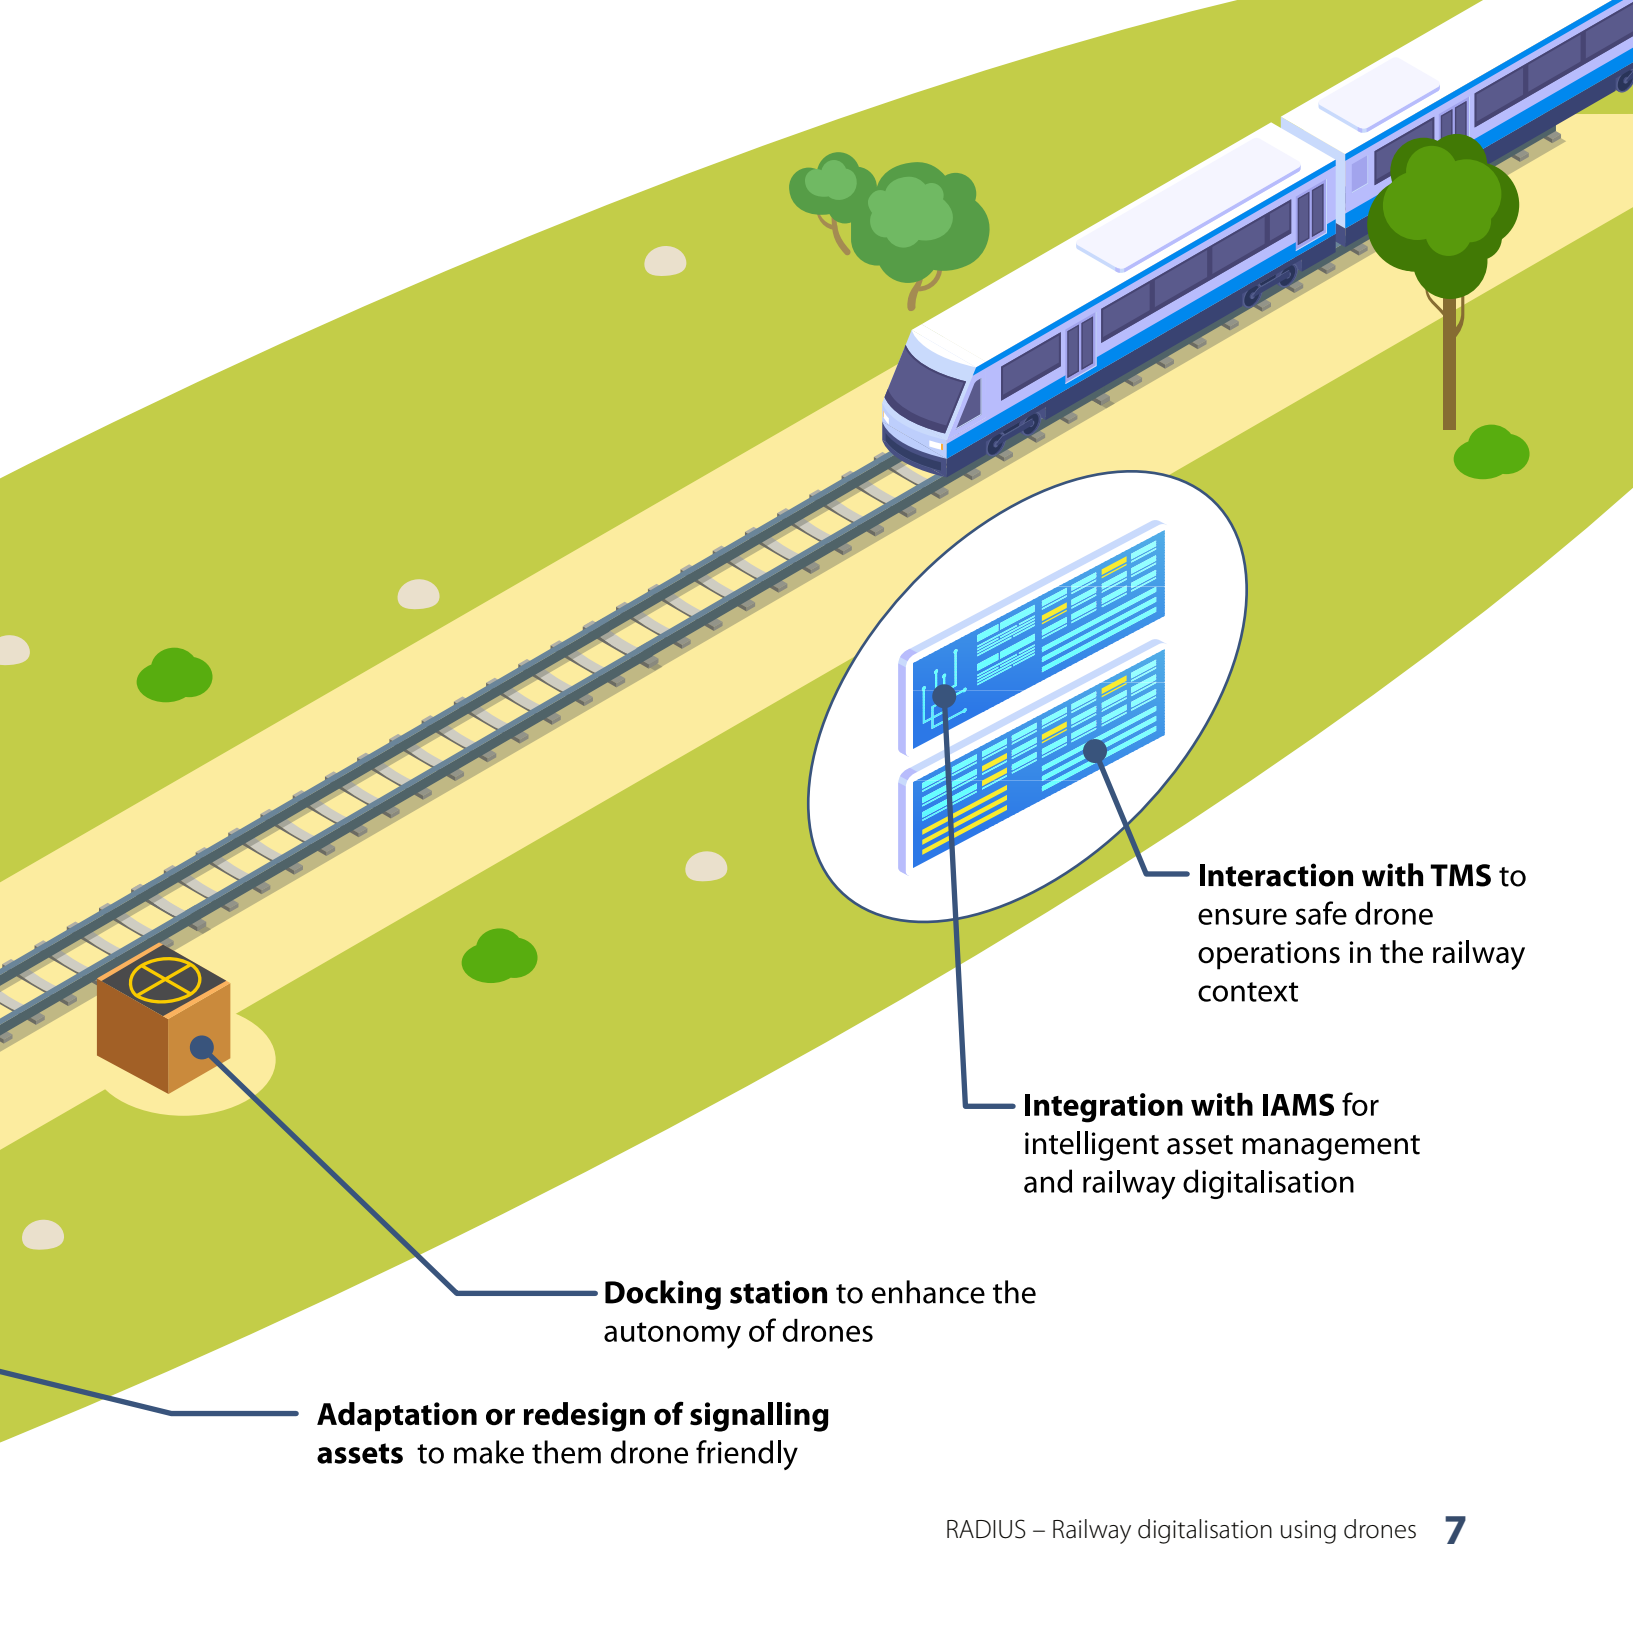 Interaction with TMS to
ensure safe drone
operations in the railway
context
Integration with IAMS for
intelligent asset management
and railway digitalisation
Docking station to enhance the
autonomy of drones
Adaptation or redesign of signalling
assets to make them drone friendly
RADIUS – Railway digitalisation using drones 7